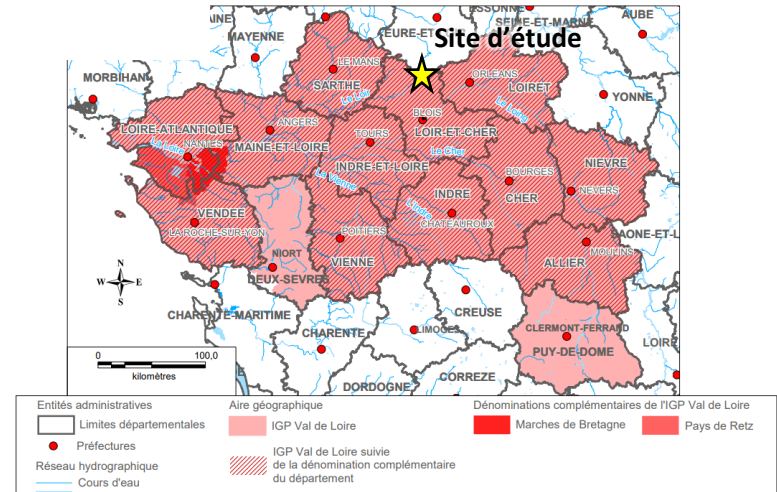 AINE
ESSONNE
EURE-ET
SEINE-ET-MARNE
AUBE
MAYENNE
Site d'étude
LE MANS
SARTHE
Le Loir
ORLEANS
LOIRET
Le Loing
YONNE
MORBIHAN
BLOIS
LOIR-ET-CHER
LOIRE-ATLANTIQUE
ANGERS
NANTES
La Loire
MAINE-ET-LOIRE
TOURS
Le Cher
INDRE-ET-LOIRE
La Vienne
BOURGES
NIEVRE
INDRE
L'Indre
CHER
NEVERS
VENDEE
LA ROCHE-SUR-YON
CHATEAUROUX
POITIERS
NIORT
VIENNE
DEUX-SEVRES
SAONE-ET-L
MOULINS
ALLIER
N
W E
S
CHARENTE-MARITIME
CREUSE
CHARENTE
LIMOGES
CLERMONT-FERRAND
PUY-DE-DOME
LOIRE
0 100,0
kilomètres
DORDOGNE
CORREZE
Entités administratives
Limites départementales
Préfectures
Réseau hydrographique
Cours d'eau
Aire géographique
IGP Val de Loire
IGP Val de Loire suivie
de la dénomination complémentaire
du département
Dénominations complémentaires de l'IGP Val de Loire
Marches de Bretagne
Pays de Retz